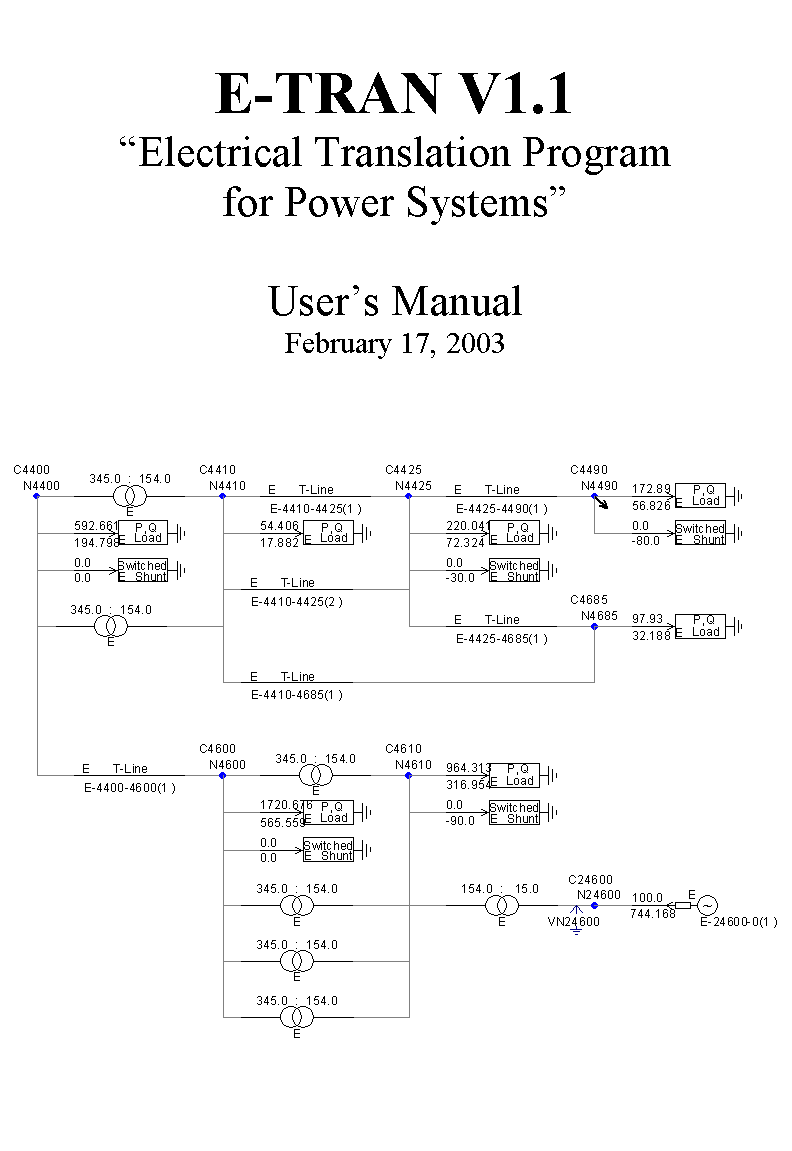 E-TRAN V1.1
“Electrical Translation Program
for Power Systems”
User’s Manual
February 17, 2003
C4400
N4400
345.0 : 154.0
E
C4410
N4410
E T-Line
E-4410-4425(1)
C4425
N4425
E T-Line
E-4425-4490(1)
C4490
N4490
172.89
56.826
P,Q
E Load
592.661
194.798
P,Q
E Load
54.406
17.882
P,Q
E Load
220.041
72.324
P,Q
E Load
0.0
-80.0
Switched
E Shunt
0.0
0.0
Switched
E Shunt
E T-Line
E-4410-4425(2)
0.0
-30.0
Switched
E Shunt
345.0 : 154.0
E
E T-Line
E-4425-4685(1)
C4685
N4685
97.93
32.188
P,Q
E Load
E T-Line
E-4410-4685(1)
E T-Line
E-4400-4600(1)
C4600
N4600
345.0 : 154.0
E
C4610
N4610
964.313
316.954
P,Q
E Load
1720.676
565.559
P,Q
E Load
0.0
-90.0
Switched
E Shunt
0.0
0.0
Switched
E Shunt
345.0 : 154.0
E
154.0 : 15.0
E
C24600
N24600
VN24600
100.0
744.168
E
E-24600-0(1)
345.0 : 154.0
E
345.0 : 154.0
E